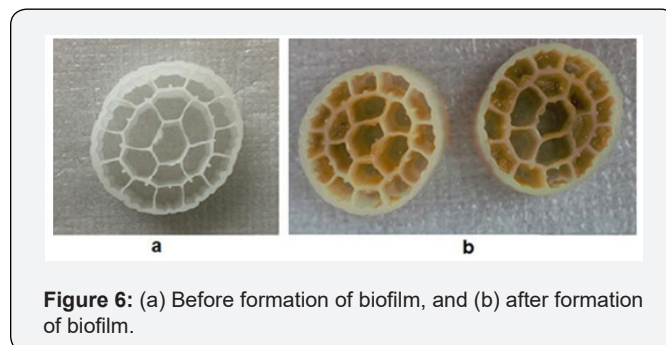 a
b
Figure 6: (a) Before formation of biofilm, and (b) after formation
of biofilm.